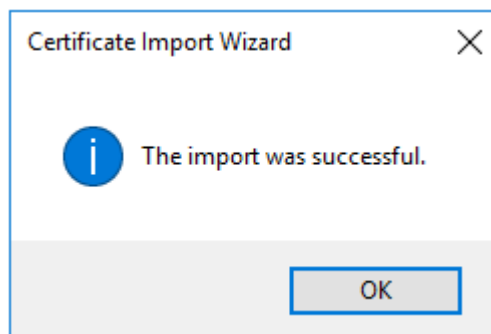 Certificate Import Wizard
The import was successful.
OK